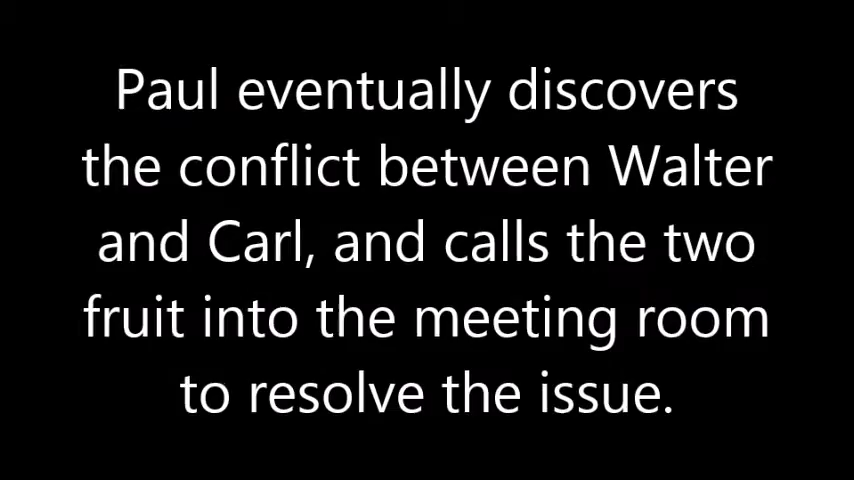 Paul eventually discovers
the conflict between Walter
and Carl, and calls the two
fruit into the meeting room
to resolve the issue.